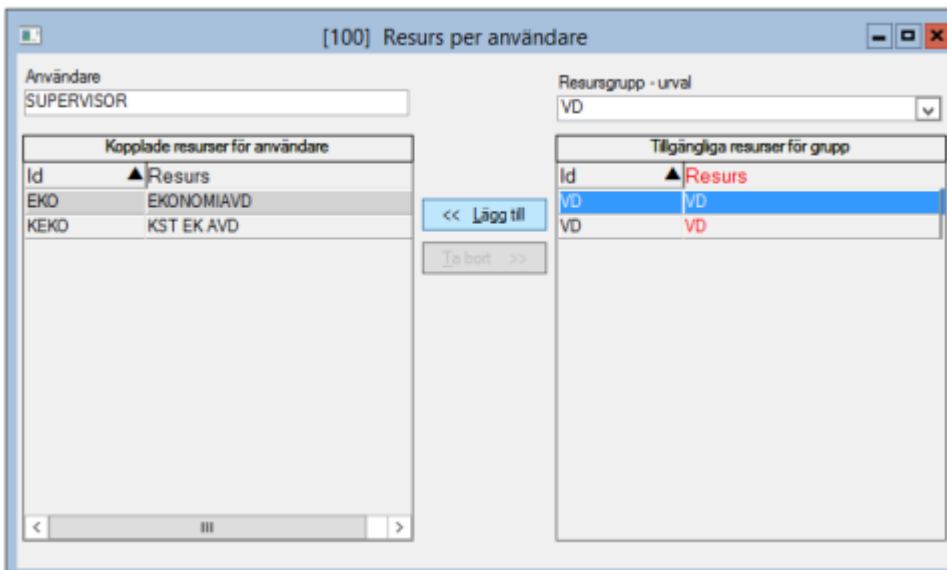 [100] Resurs per användare
Användare
SUPERVISOR
Resursgrupp - urval
VD
Kopplade resurser för användare
Id Resurs
EKO EKONOMIAVD
KEKO KST EK AVD
<< Lägg till
Ta bort >>
Tillgängliga resurser för grupp
Id Resurs
VD VD
VD VD